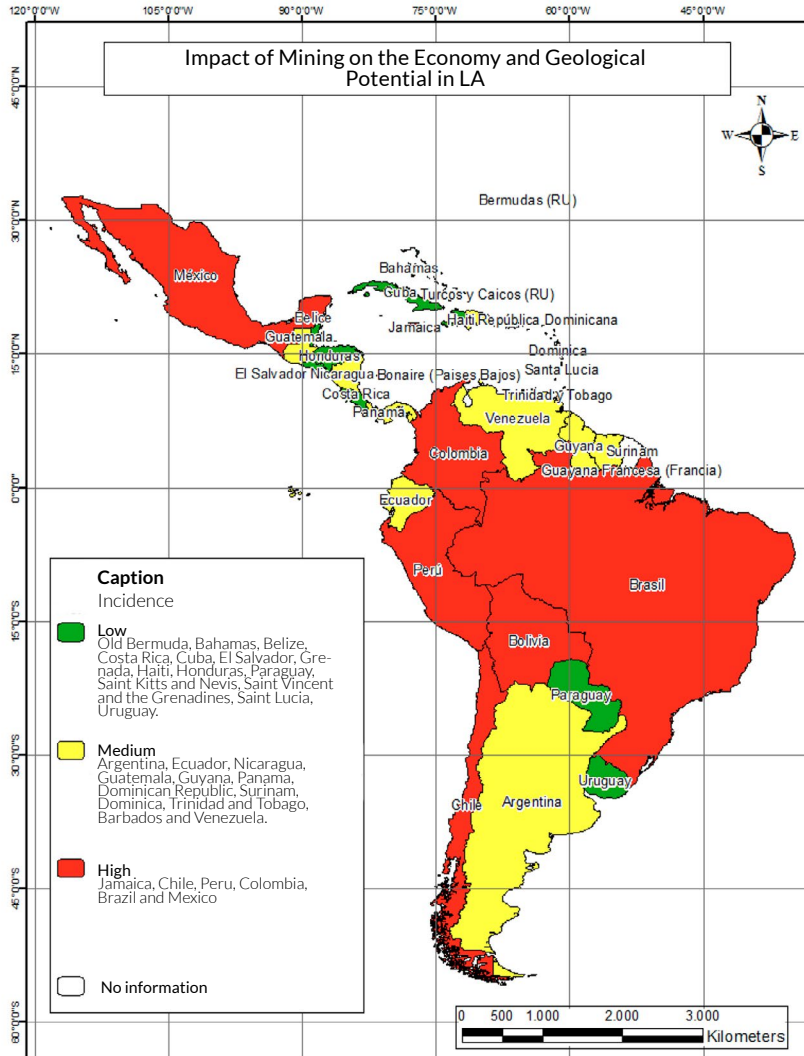 120°0'0"O 105°0'0"O 90°0'0"O 75°0'0"O 60°0'0"O 45°0'0"O
Impact of Mining on the Economy and Geological
Potential in LA
45°0'0"N
N
W E
S
Bermudas (RU)
30°0'0"N
México
Bahamas
Cuba
Turcos y Caicos (RU)
Belice
Jamaica
Haiti
República Dominicana
Guatemala
15°0'0"N
Honduras
Dominica
El Salvador
Nicaragua
Bonaire (Paises Bajos)
Santa Lucia
Costa Rica
Trinidad y Tobago
Panamá
Venezuela
Colombia
Guyana
Surinam
Guayana Francesa (Francia)
0°0'0"
Ecuador
Perú
Brasil
15°0'0"S
Bolivia
Paraguay
30°0'0"S
Uruguay
Chile
Argentina
45°0'0"S
60°0'0"S
Caption
Incidence
Low
Old Bermuda, Bahamas, Belize,
Costa Rica, Cuba, El Salvador, Gre-
nada, Haiti, Honduras, Paraguay,
Saint Kitts and Nevis, Saint Vincent
and the Grenadines, Saint Lucia,
Uruguay.
Medium
Argentina, Ecuador, Nicaragua,
Guatemala, Guyana, Panama,
Dominican Republic, Surinam,
Dominica, Trinidad and Tobago,
Barbados and Venezuela.
High
Jamaica, Chile, Peru, Colombia,
Brazil and Mexico
No information
0 500 1.000 2.000 3.000
Kilometers